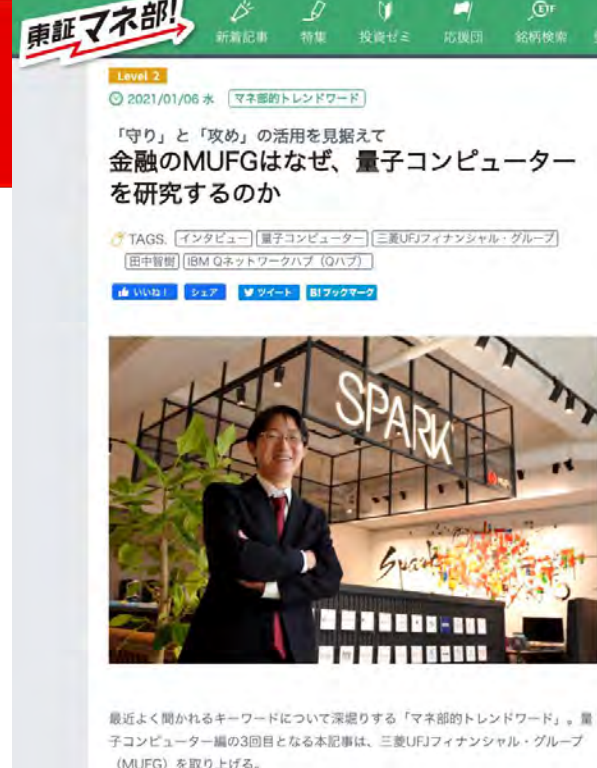 東証マネ部!
新着記事 特集 投資ゼミ 応援団 銘柄検索
ETF
Level 2
2021/01/06 水 マネ部的トレンドワード
「守り」と「攻め」の活用を見据えて
金融のMUFGはなぜ、量子コンピューター
を研究するのか
TAGS. インタビュー 量子コンピューター 三菱UFJフィナンシャル・グループ
田中智樹 IBM Qネットワークハブ（Qハブ）
いいね！ シェア ツイート B!ブックマーク
SPARK
Spark
最近よく聞かれるキーワードについて深堀りする「マネ部的トレンドワード」。量
子コンピューター編の3回目となる本記事は、三菱UFJフィナンシャル・グループ
（MUFG）を取り上げる。